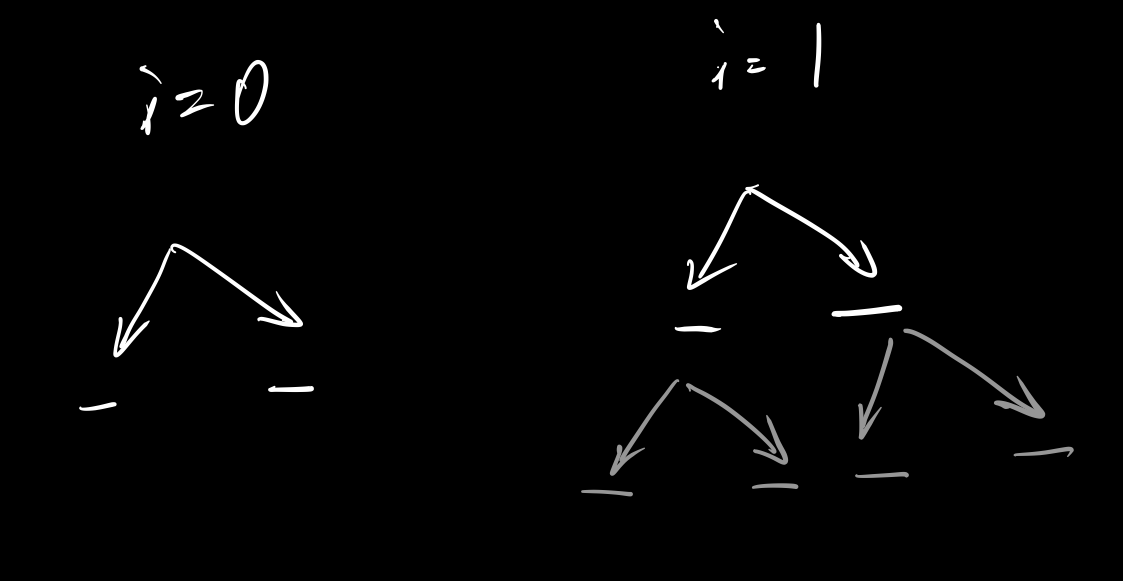 i = 0
i = 1